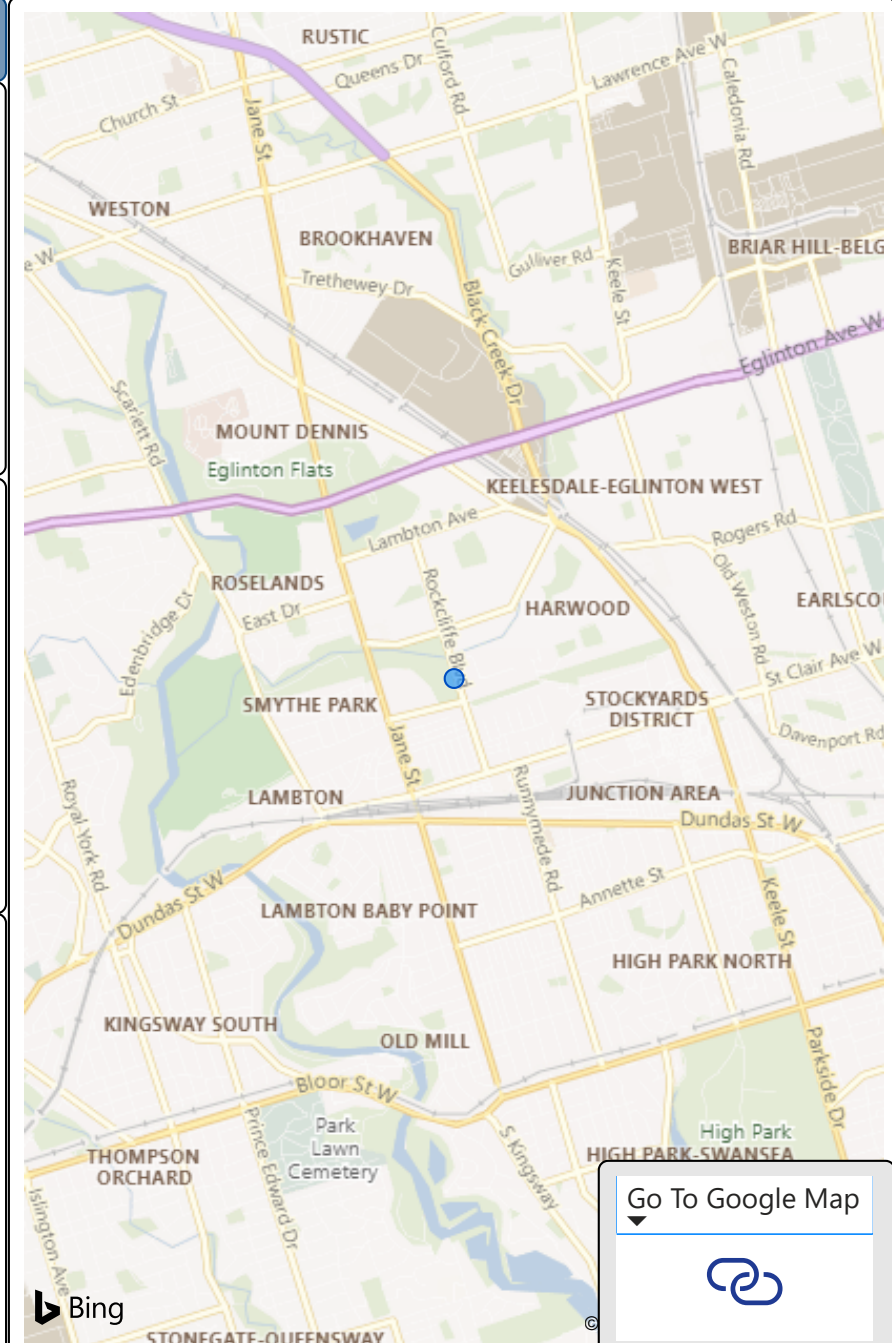 RUSTIC
Culford Rd
Queens Dr
Lawrence Ave W
Caledonia Rd
Church St
Jane St
WESTON
BROOKHAVEN
BRIAR HILL-BELG
e W
Gulliver Rd
Keele St
Trethewey Dr
Black Creek Dr
Eglinton Ave W
Scarlett Rd
MOUNT DENNIS
Eglinton Flats
KEELESDALE-EGLINTON WEST
Lambton Ave
Rogers Rd
Old Weston Rd
ROSELANDS
Rockcliffe Blvd
East Dr
HARWOOD
EARLSCO
Edenbridge Dr
St Clair Ave W
SMYTHE PARK
STOCKYARDS
DISTRICT
Davenport Rd
Jane St
Royal York Rd
LAMBTON
Runnymede Rd
JUNCTION AREA
Dundas St W
Annette St
Keele St
Dundas St W
LAMBTON BABY POINT
HIGH PARK NORTH
KINGSWAY SOUTH
OLD MILL
Parkside Dr
Bloor St W
Park
Lawn
Cemetery
Prince Edward Dr
S Kingsway
High Park
HIGH PARK-SWANSEA
THOMPSON
ORCHARD
Islington Ave
Go To Google Map
Bing
©
STONEGATE-QUEENSWAY